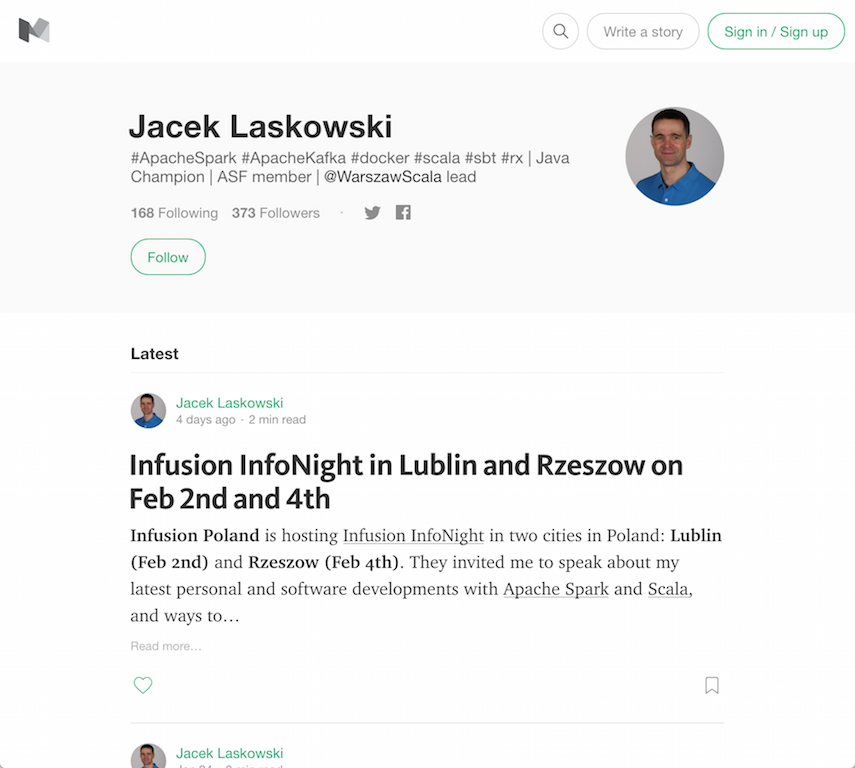 Write a story
Sign in / Sign up
Jacek Laskowski
#ApacheSpark #ApacheKafka #docker #scala #sbt #rx | Java
Champion | ASF member | @WarszawScala lead
168 Following 373 Followers ·
Follow
Latest
Jacek Laskowski
4 days ago · 2 min read
Infusion InfoNight in Lublin and Rzeszow on
Feb 2nd and 4th
Infusion Poland is hosting Infusion InfoNight in two cities in Poland: Lublin
(Feb 2nd) and Rzeszow (Feb 4th). They invited me to speak about my
latest personal and software developments with Apache Spark and Scala,
and ways to…
Read more…
Jacek Laskowski